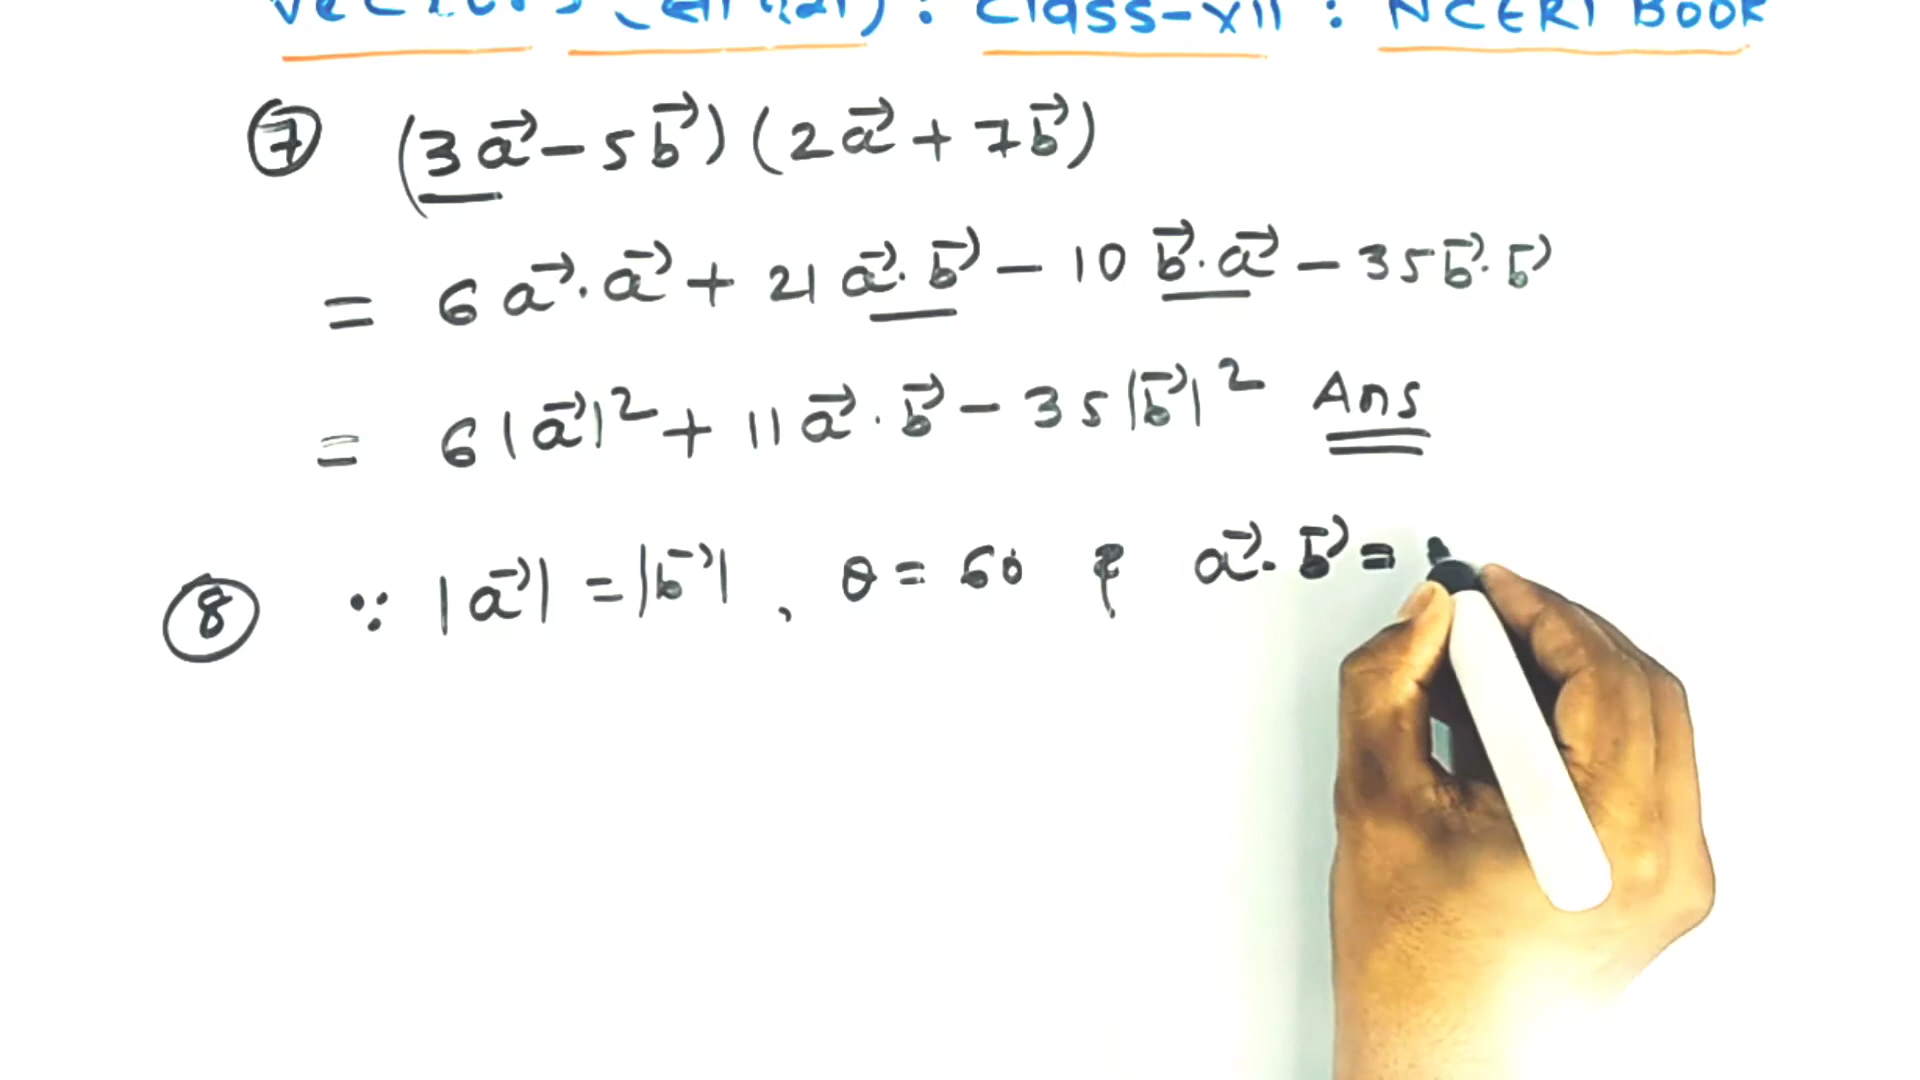 : Class-XII : NCERT Book
⑦ (3a⃗ - 5b⃗) (2a⃗ + 7b⃗)
= 6a⃗·a⃗ + 21a⃗·b⃗ - 10b⃗·a⃗ - 35b⃗·b⃗
= 6|a⃗|² + 11a⃗·b⃗ - 35|b⃗|² Ans
⑧ ∵ |a⃗| = |b⃗|, θ = 60 & a⃗·b⃗ =